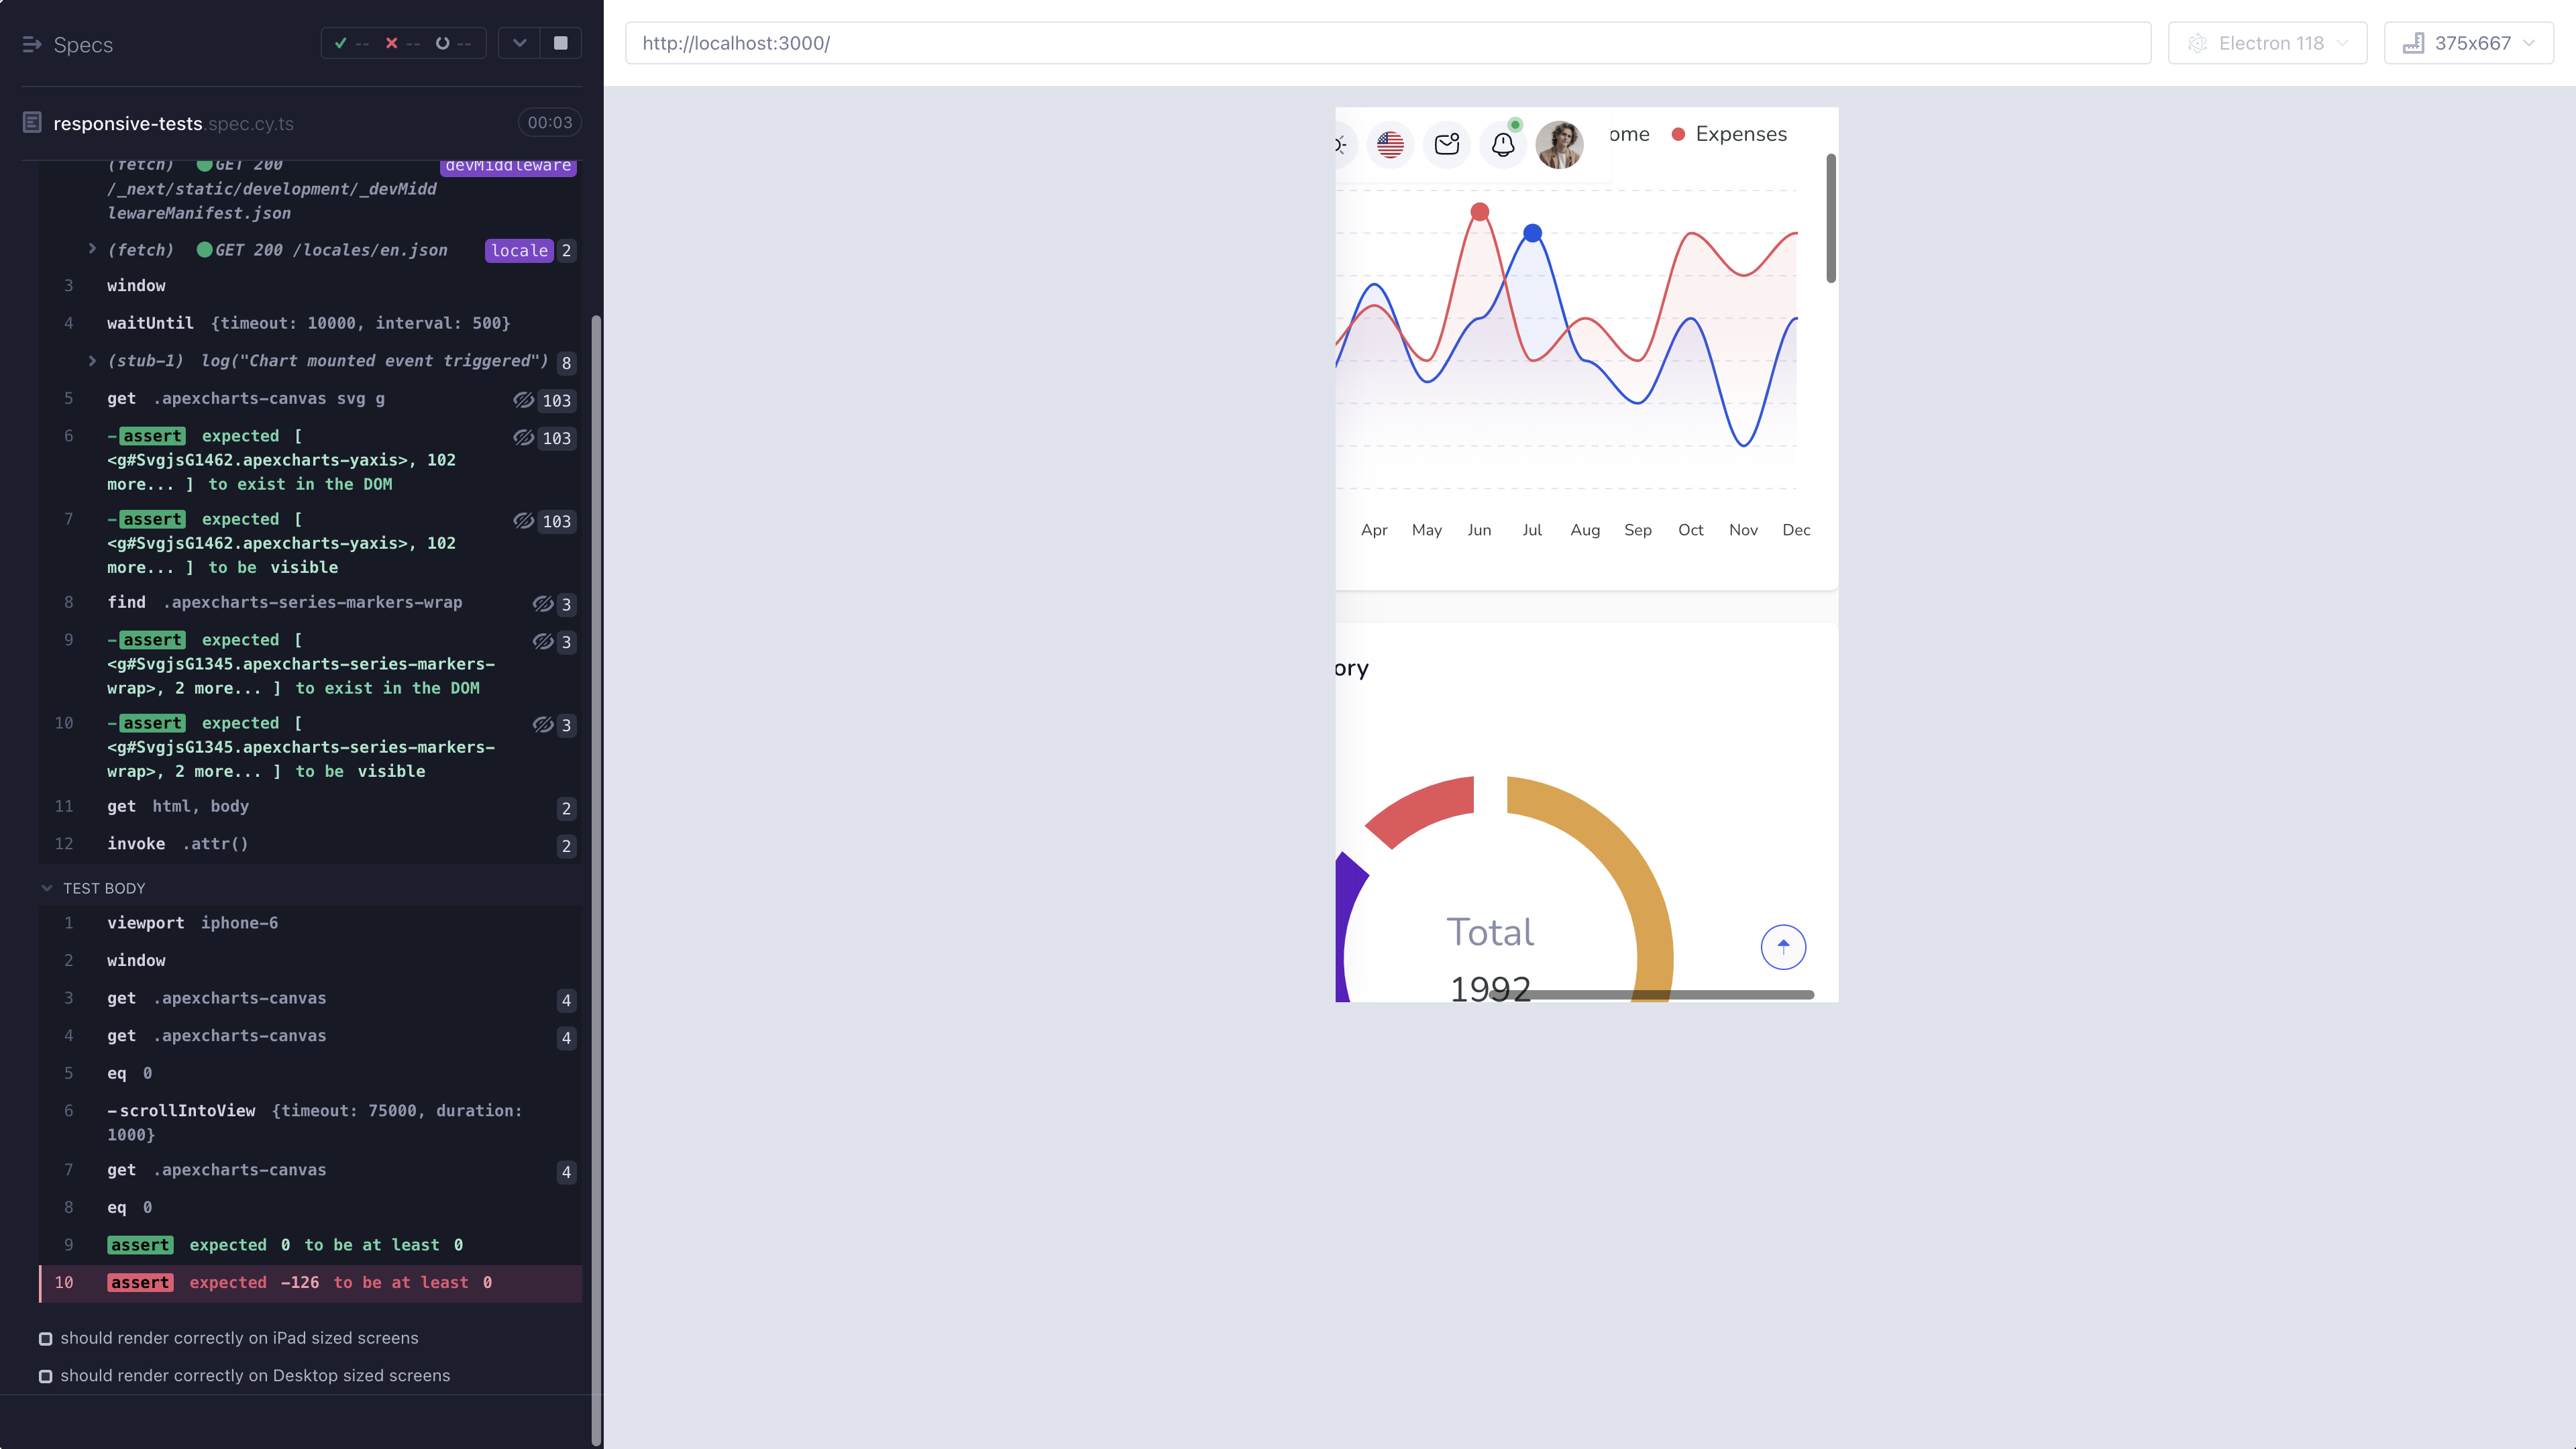 Specs
-- -- --
responsive-tests.spec.cy.ts 00:03
(fetch) GET 200 devMiddleware
/_next/static/development/_devMidd
lewareManifest.json
(fetch) GET 200 /locales/en.json locale 2
3 window
4 waitUntil {timeout: 10000, interval: 500}
(stub-1) log("Chart mounted event triggered") 8
5 get .apexcharts-canvas svg g 103
6 -assert expected [ 103
<g#SvgjsG1462.apexcharts-yaxis>, 102
more... ] to exist in the DOM
7 -assert expected [ 103
<g#SvgjsG1462.apexcharts-yaxis>, 102
more... ] to be visible
8 find .apexcharts-series-markers-wrap 3
9 -assert expected [ 3
<g#SvgjsG1345.apexcharts-series-markers-
wrap>, 2 more... ] to exist in the DOM
10 -assert expected [ 3
<g#SvgjsG1345.apexcharts-series-markers-
wrap>, 2 more... ] to be visible
11 get html, body 2
12 invoke .attr() 2
TEST BODY
1 viewport iphone-6
2 window
3 get .apexcharts-canvas 4
4 get .apexcharts-canvas 4
5 eq 0
6 -scrollIntoView {timeout: 75000, duration:
1000}
7 get .apexcharts-canvas 4
8 eq 0
9 assert expected 0 to be at least 0
10 assert expected -126 to be at least 0
should render correctly on iPad sized screens
should render correctly on Desktop sized screens
http://localhost:3000/ Electron 118 375x667
ome Expenses
Apr May Jun Jul Aug Sep Oct Nov Dec
ory
Total
1992